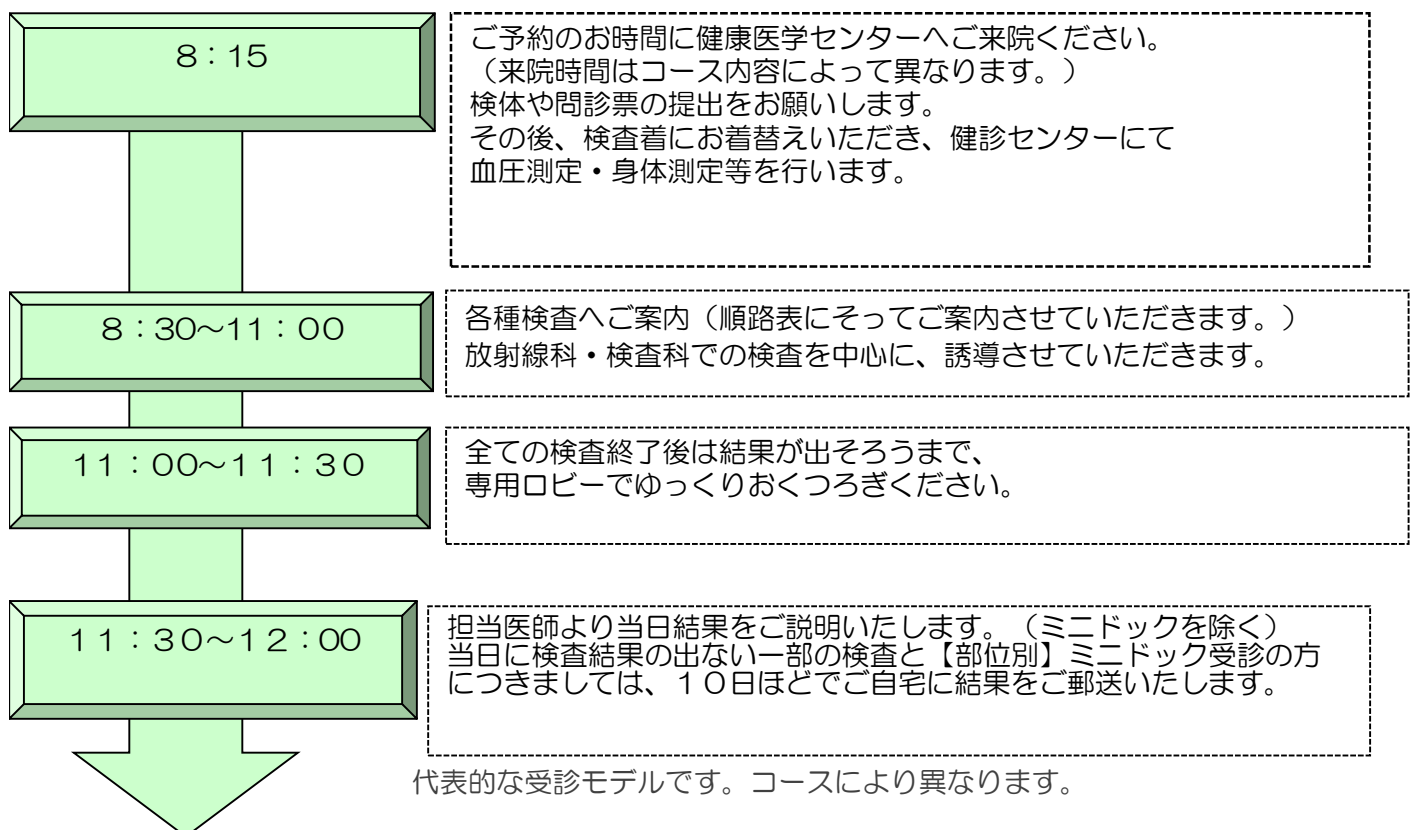 ８：15
ご予約のお時間に健康医学センターへご来院ください。
（来院時間はコース内容によって異なります。）
検体や問診票の提出をお願いします。
その後、検査着にお着替えいただき、健診センターにて
血圧測定・身体測定等を行います。
８：30～11：00
各種検査へご案内（順路表にそってご案内させていただきます。）
放射線科・検査科での検査を中心に、誘導させていただきます。
11：00～11：30
全ての検査終了後は結果が出そろうまで、
専用ロビーでゆっくりおくつろぎください。
11：30～12：00
担当医師より当日結果をご説明いたします。（ミニドックを除く）
当日に検査結果の出ない一部の検査と【部位別】ミニドック受診の方
につきましては、１０日ほどでご自宅に結果をご郵送いたします。
代表的な受診モデルです。コースにより異なります。